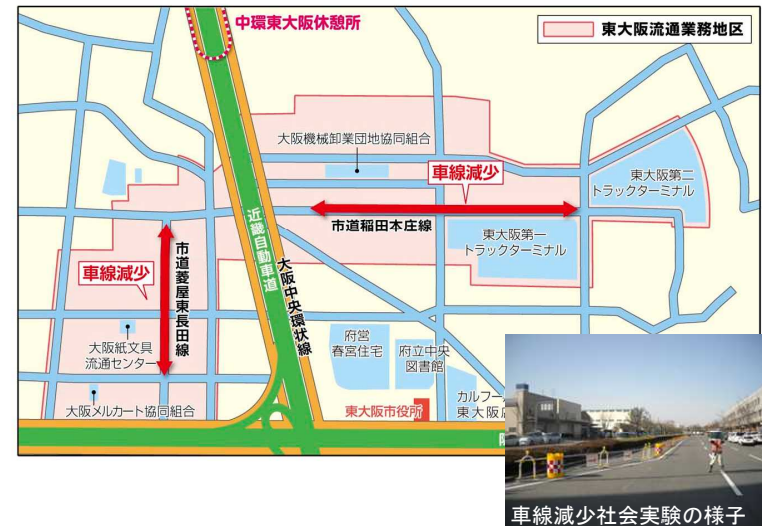 中環東大阪休憩所
東大阪流通業務地区
大阪機械卸業団地協同組合
車線減少
東大阪第二
トラックターミナル
市道稲田本庄線
東大阪第一
トラックターミナル
近畿自動車道
大阪中央環状線
市道菱屋東長田線
車線減少
大阪紙文具
流通センター
大阪メルカート協同組合
府営
春宮住宅
府立中央
図書館
カルフー
東大阪
東大阪市役所
車線減少社会実験の様子